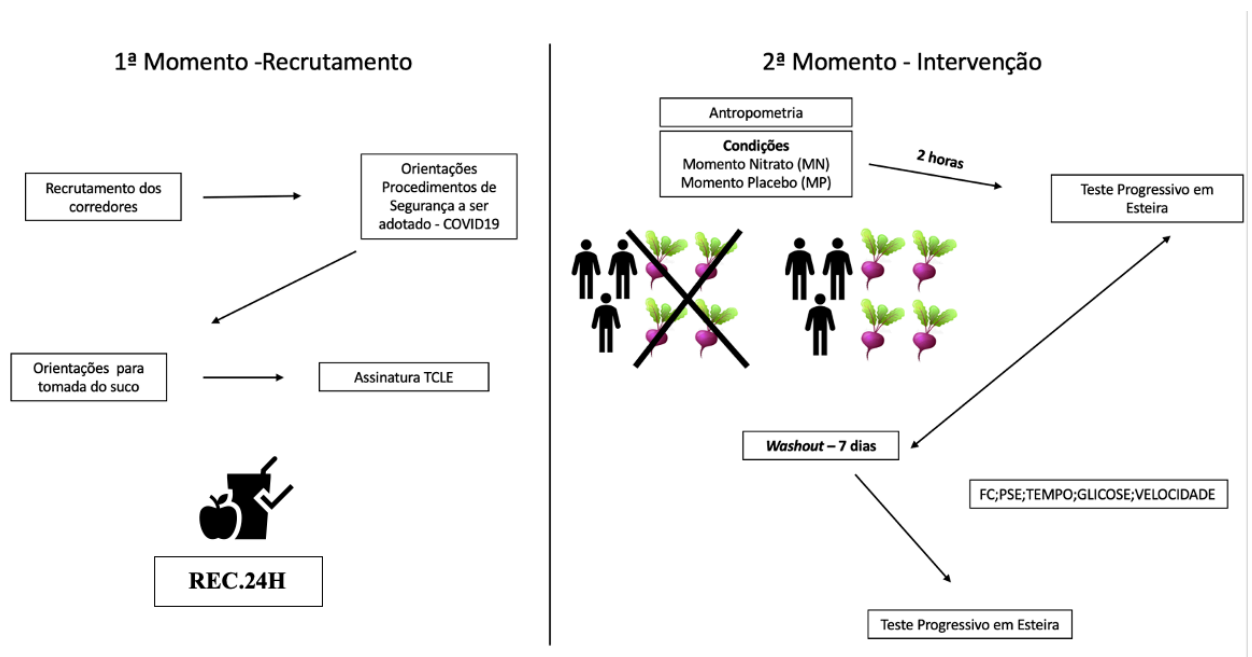 1ª Momento -Recrutamento
Recrutamento dos
corredores
Orientações
Procedimentos de
Segurança a ser
adotado - COVID19
Orientações para
tomada do suco
Assinatura TCLE
REC.24H
2ª Momento - Intervenção
Antropometria
Condições
Momento Nitrato (MN)
Momento Placebo (MP)
2 horas
Teste Progressivo em
Esteira
Washout – 7 dias
FC;PSE;TEMPO;GLICOSE;VELOCIDADE
Teste Progressivo em Esteira